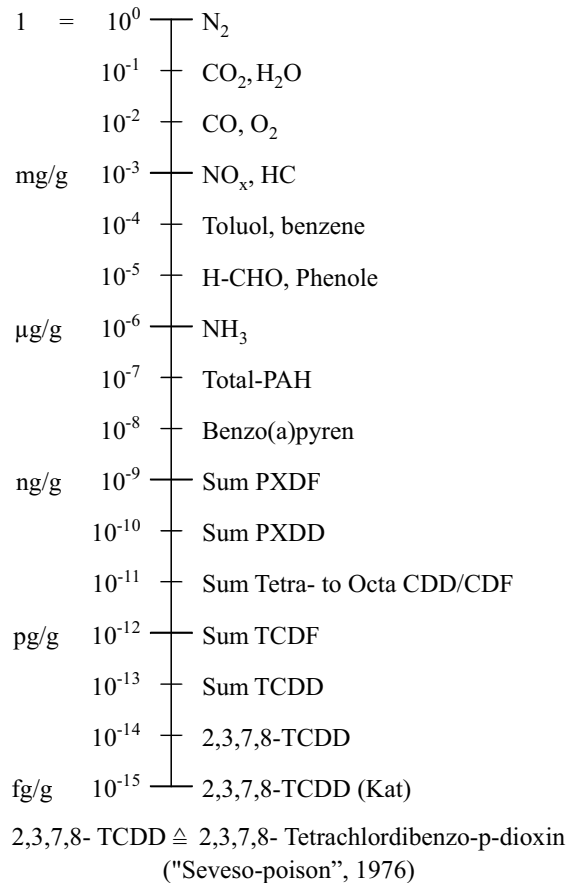 1 = 10⁰ N₂
10⁻¹ CO₂, H₂O
10⁻² CO, O₂
mg/g 10⁻³ NOₓ, HC
10⁻⁴ Toluol, benzene
10⁻⁵ H-CHO, Phenole
µg/g 10⁻⁶ NH₃
10⁻⁷ Total-PAH
10⁻⁸ Benzo(a)pyren
ng/g 10⁻⁹ Sum PXDF
10⁻¹⁰ Sum PXDD
10⁻¹¹ Sum Tetra- to Octa CDD/CDF
pg/g 10⁻¹² Sum TCDF
10⁻¹³ Sum TCDD
10⁻¹⁴ 2,3,7,8-TCDD
fg/g 10⁻¹⁵ 2,3,7,8-TCDD (Kat)
2,3,7,8- TCDD ≙ 2,3,7,8- Tetrachlordibenzo-p-dioxin
("Seveso-poison”, 1976)